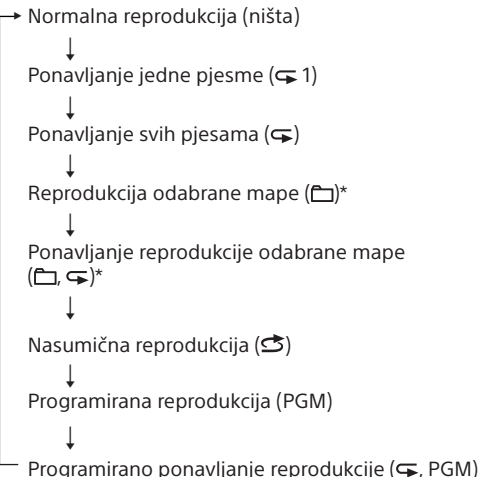 Normalna reprodukcija (ništa)
Ponavljanje jedne pjesme (1)
Ponavljanje svih pjesama ()
Reprodukcija odabrane mape ()*
Ponavljanje reprodukcije odabrane mape
(, )*
Nasumična reprodukcija ()
Programirana reprodukcija (PGM)
Programirano ponavljanje reprodukcije (, PGM)